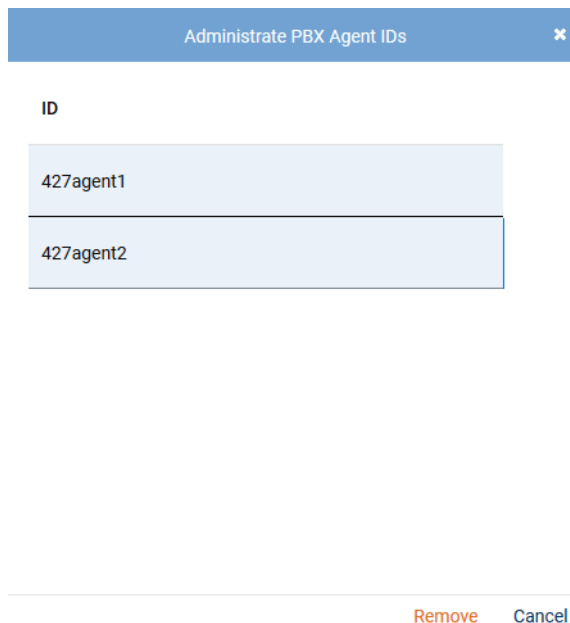 Administrate PBX Agent IDs
ID
427agent1
427agent2
Remove Cancel